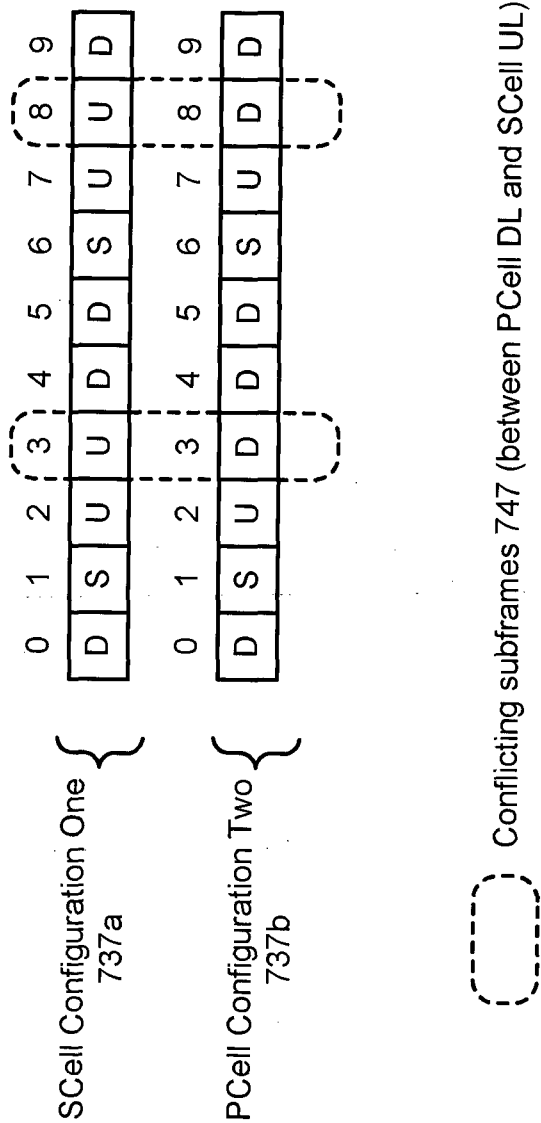 0 1 2 3 4 5 6 7 8 9
SCell Configuration One
737a
D S U U D D S U U D
0 1 2 3 4 5 6 7 8 9
PCell Configuration Two
737b
D S U D D D S U D D
Conflicting subframes 747 (between PCell DL and SCell UL)